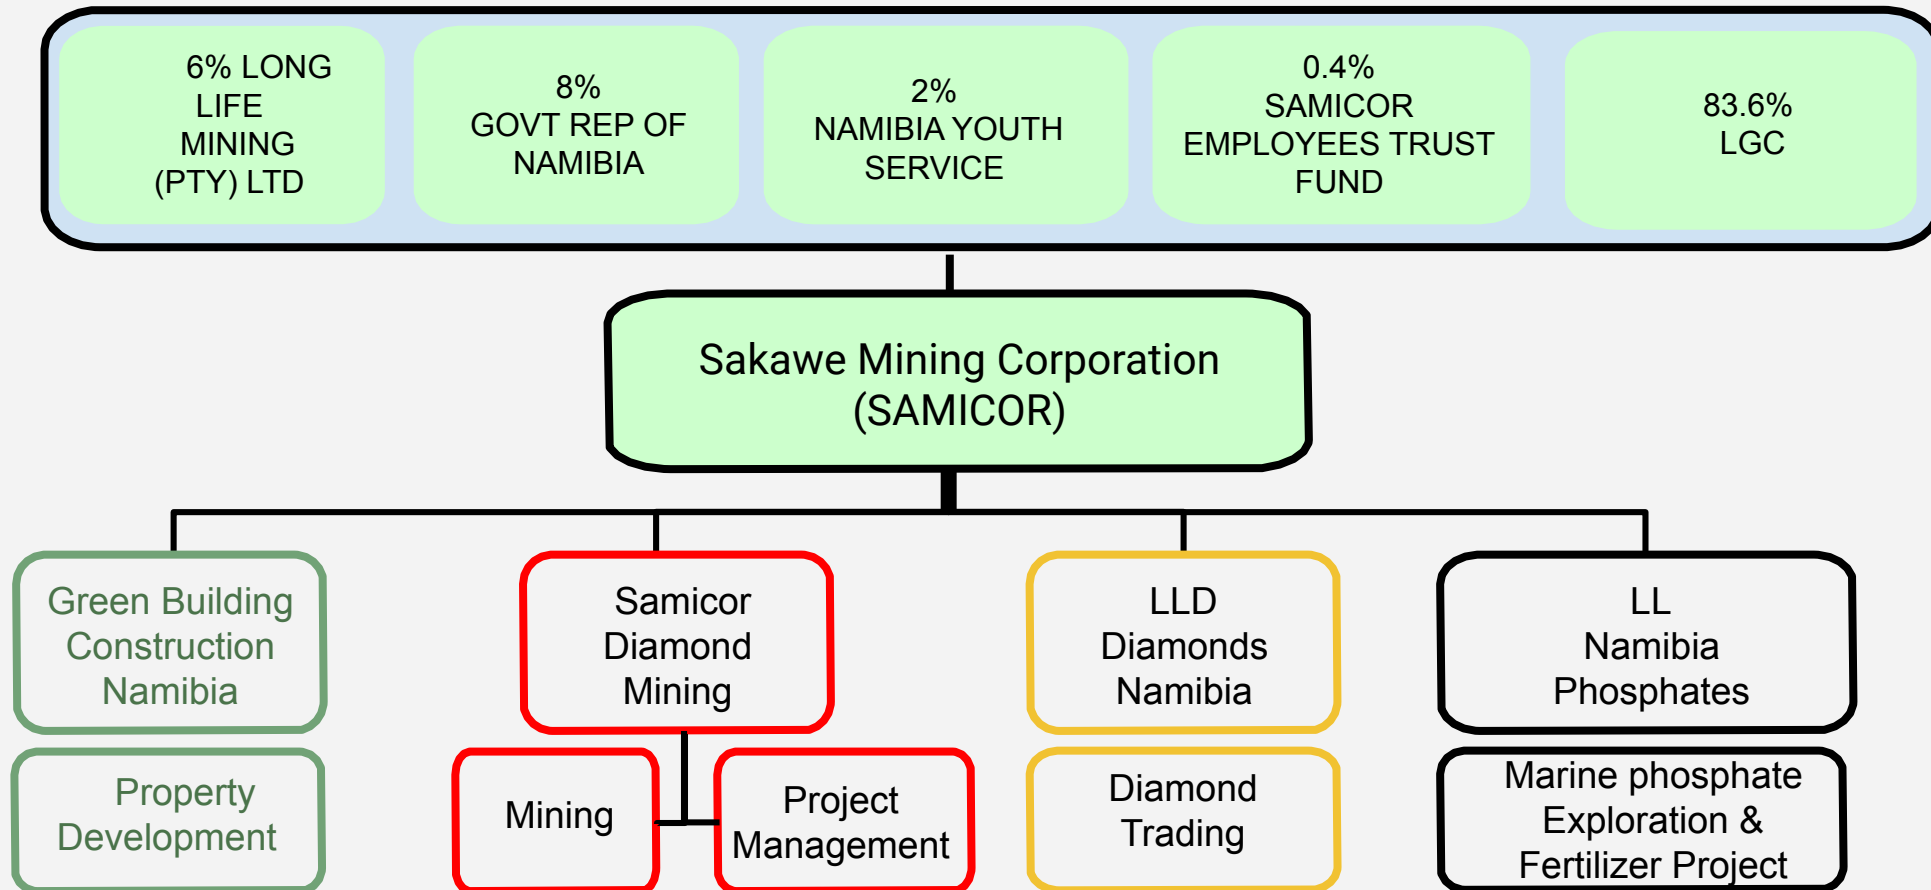 6% LONG
LIFE
MINING
(PTY) LTD
8%
GOVT REP OF
NAMIBIA
2%
NAMIBIA YOUTH
SERVICE
0.4%
SAMICOR
EMPLOYEES TRUST
FUND
83.6%
LGC
Sakawe Mining Corporation
(SAMICOR)
Green Building
Construction
Namibia
Samicor
Diamond
Mining
LLD
Diamonds
Namibia
LL
Namibia
Phosphates
Property
Development
Mining
Project
Management
Diamond
Trading
Marine phosphate
Exploration &
Fertilizer Project